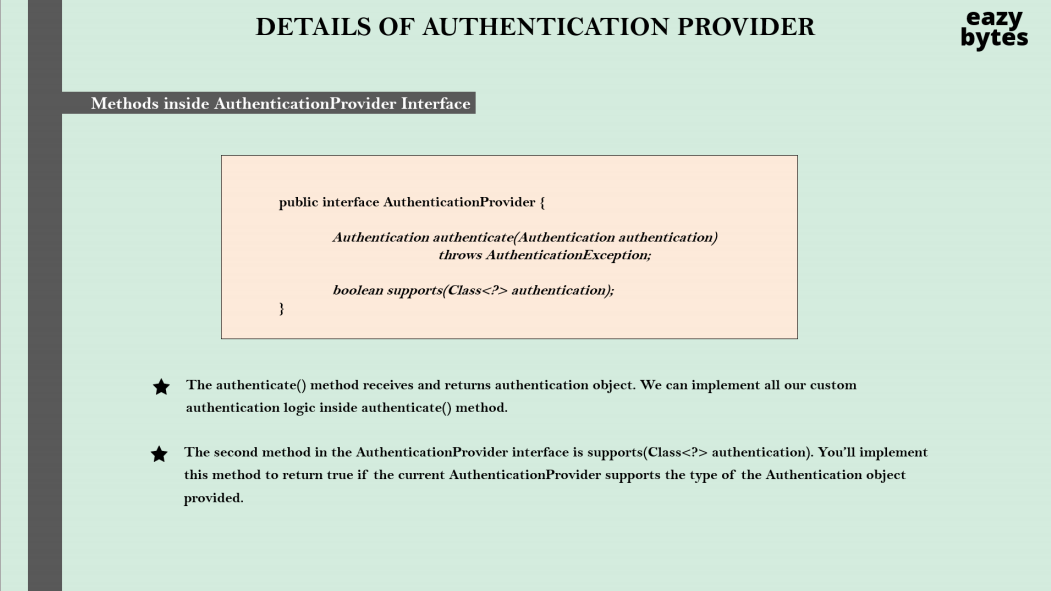 DETAILS OF AUTHENTICATION PROVIDER
eazy
bytes
Methods inside AuthenticationProvider Interface
public interface AuthenticationProvider {
Authentication authenticate(Authentication authentication)
throws AuthenticationException;
boolean supports(Class<?> authentication);
}
The authenticate() method receives and returns authentication object. We can implement all our custom
authentication logic inside authenticate() method.
The second method in the AuthenticationProvider interface is supports(Class<?> authentication). You'll implement
this method to return true if the current AuthenticationProvider supports the type of the Authentication object
provided.